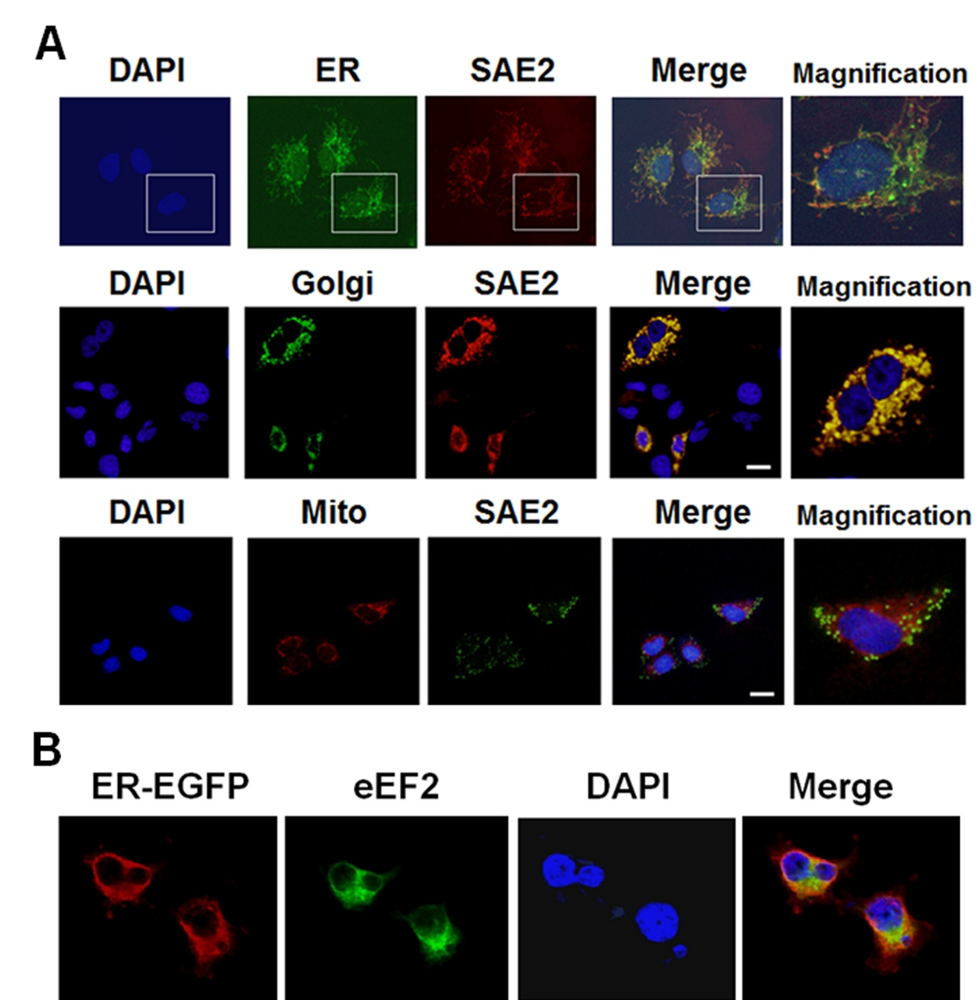 A
DAPI ER SAE2 Merge Magnification
DAPI Golgi SAE2 Merge Magnification
DAPI Mito SAE2 Merge Magnification
B
ER-EGFP eEF2 DAPI Merge